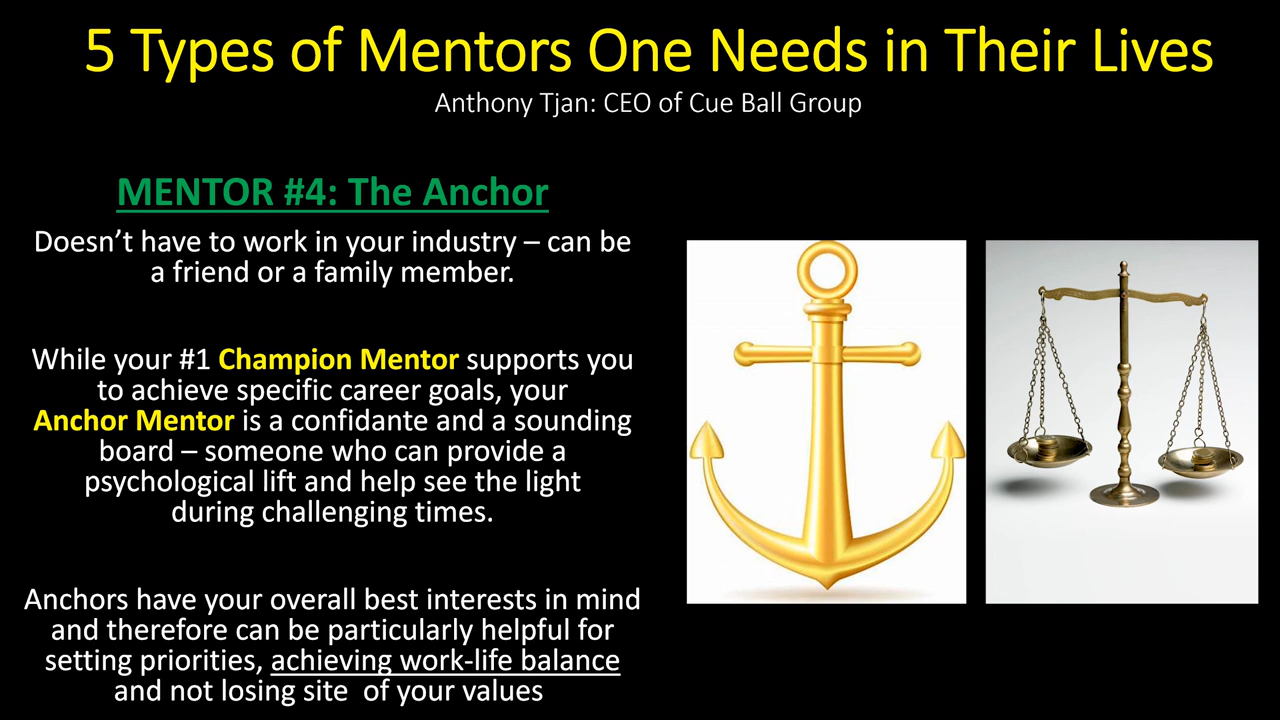 5 Types of Mentors One Needs in Their Lives
Anthony Tjan: CEO of Cue Ball Group
MENTOR #4: The Anchor
Doesn’t have to work in your industry – can be
a friend or a family member.
While your #1 Champion Mentor supports you
to achieve specific career goals, your
Anchor Mentor is a confidante and a sounding
board – someone who can provide a
psychological lift and help see the light
during challenging times.
Anchors have your overall best interests in mind
and therefore can be particularly helpful for
setting priorities, achieving work-life balance
and not losing site  of your values